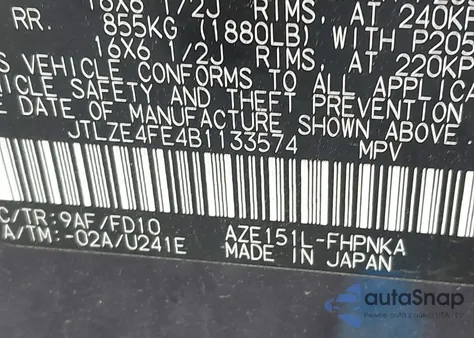 16X6 1/2J RIMS, AT 240KP
RR. 855KG (1880LB) WITH P205
16X6 1/2J RIMS, AT 220KP
S VEHICLE CONFORMS TO ALL APPLICA
E SAFETY AND THEFT PREVENTION
E DATE OF MANUFACTURE SHOWN ABOVE.
JTLZE4FE4B1133574 MPV
C/TR:9AF/FD10 AZE151L-FHPNKA
A/TM:-02A/U241E MADE IN JAPAN
autoSnap